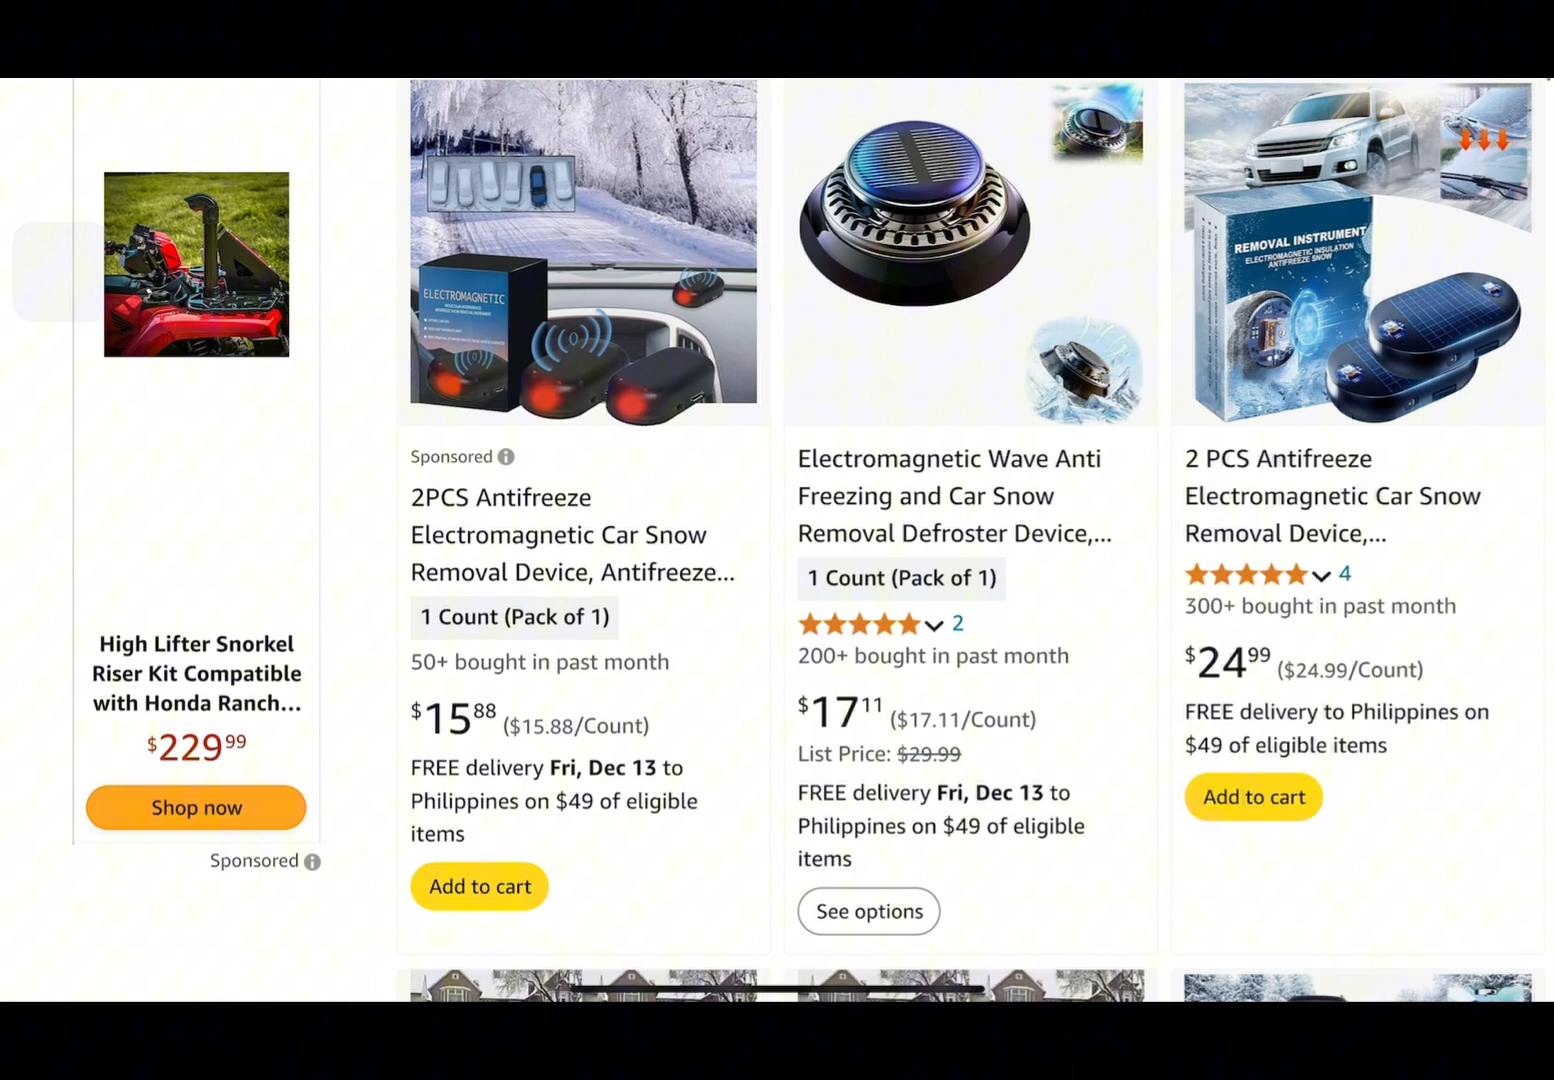 High Lifter Snorkel
Riser Kit Compatible
with Honda Ranch...
$229.99
Shop now
Sponsored
ELECTROMAGNETIC
Sponsored
2PCS Antifreeze
Electromagnetic Car Snow
Removal Device, Antifreeze...
1 Count (Pack of 1)
50+ bought in past month
$15.88 ($15.88/Count)
FREE delivery Fri, Dec 13 to
Philippines on $49 of eligible
items
Add to cart
Electromagnetic Wave Anti
Freezing and Car Snow
Removal Defroster Device,...
1 Count (Pack of 1)
2
200+ bought in past month
$17.11 ($17.11/Count)
List Price: $29.99
FREE delivery Fri, Dec 13 to
Philippines on $49 of eligible
items
See options
REMOVAL INSTRUMENT
ELECTROMAGNETIC INSULATION
ANTIFREEZE SNOW
2 PCS Antifreeze
Electromagnetic Car Snow
Removal Device,...
4
300+ bought in past month
$24.99 ($24.99/Count)
FREE delivery to Philippines on
$49 of eligible items
Add to cart